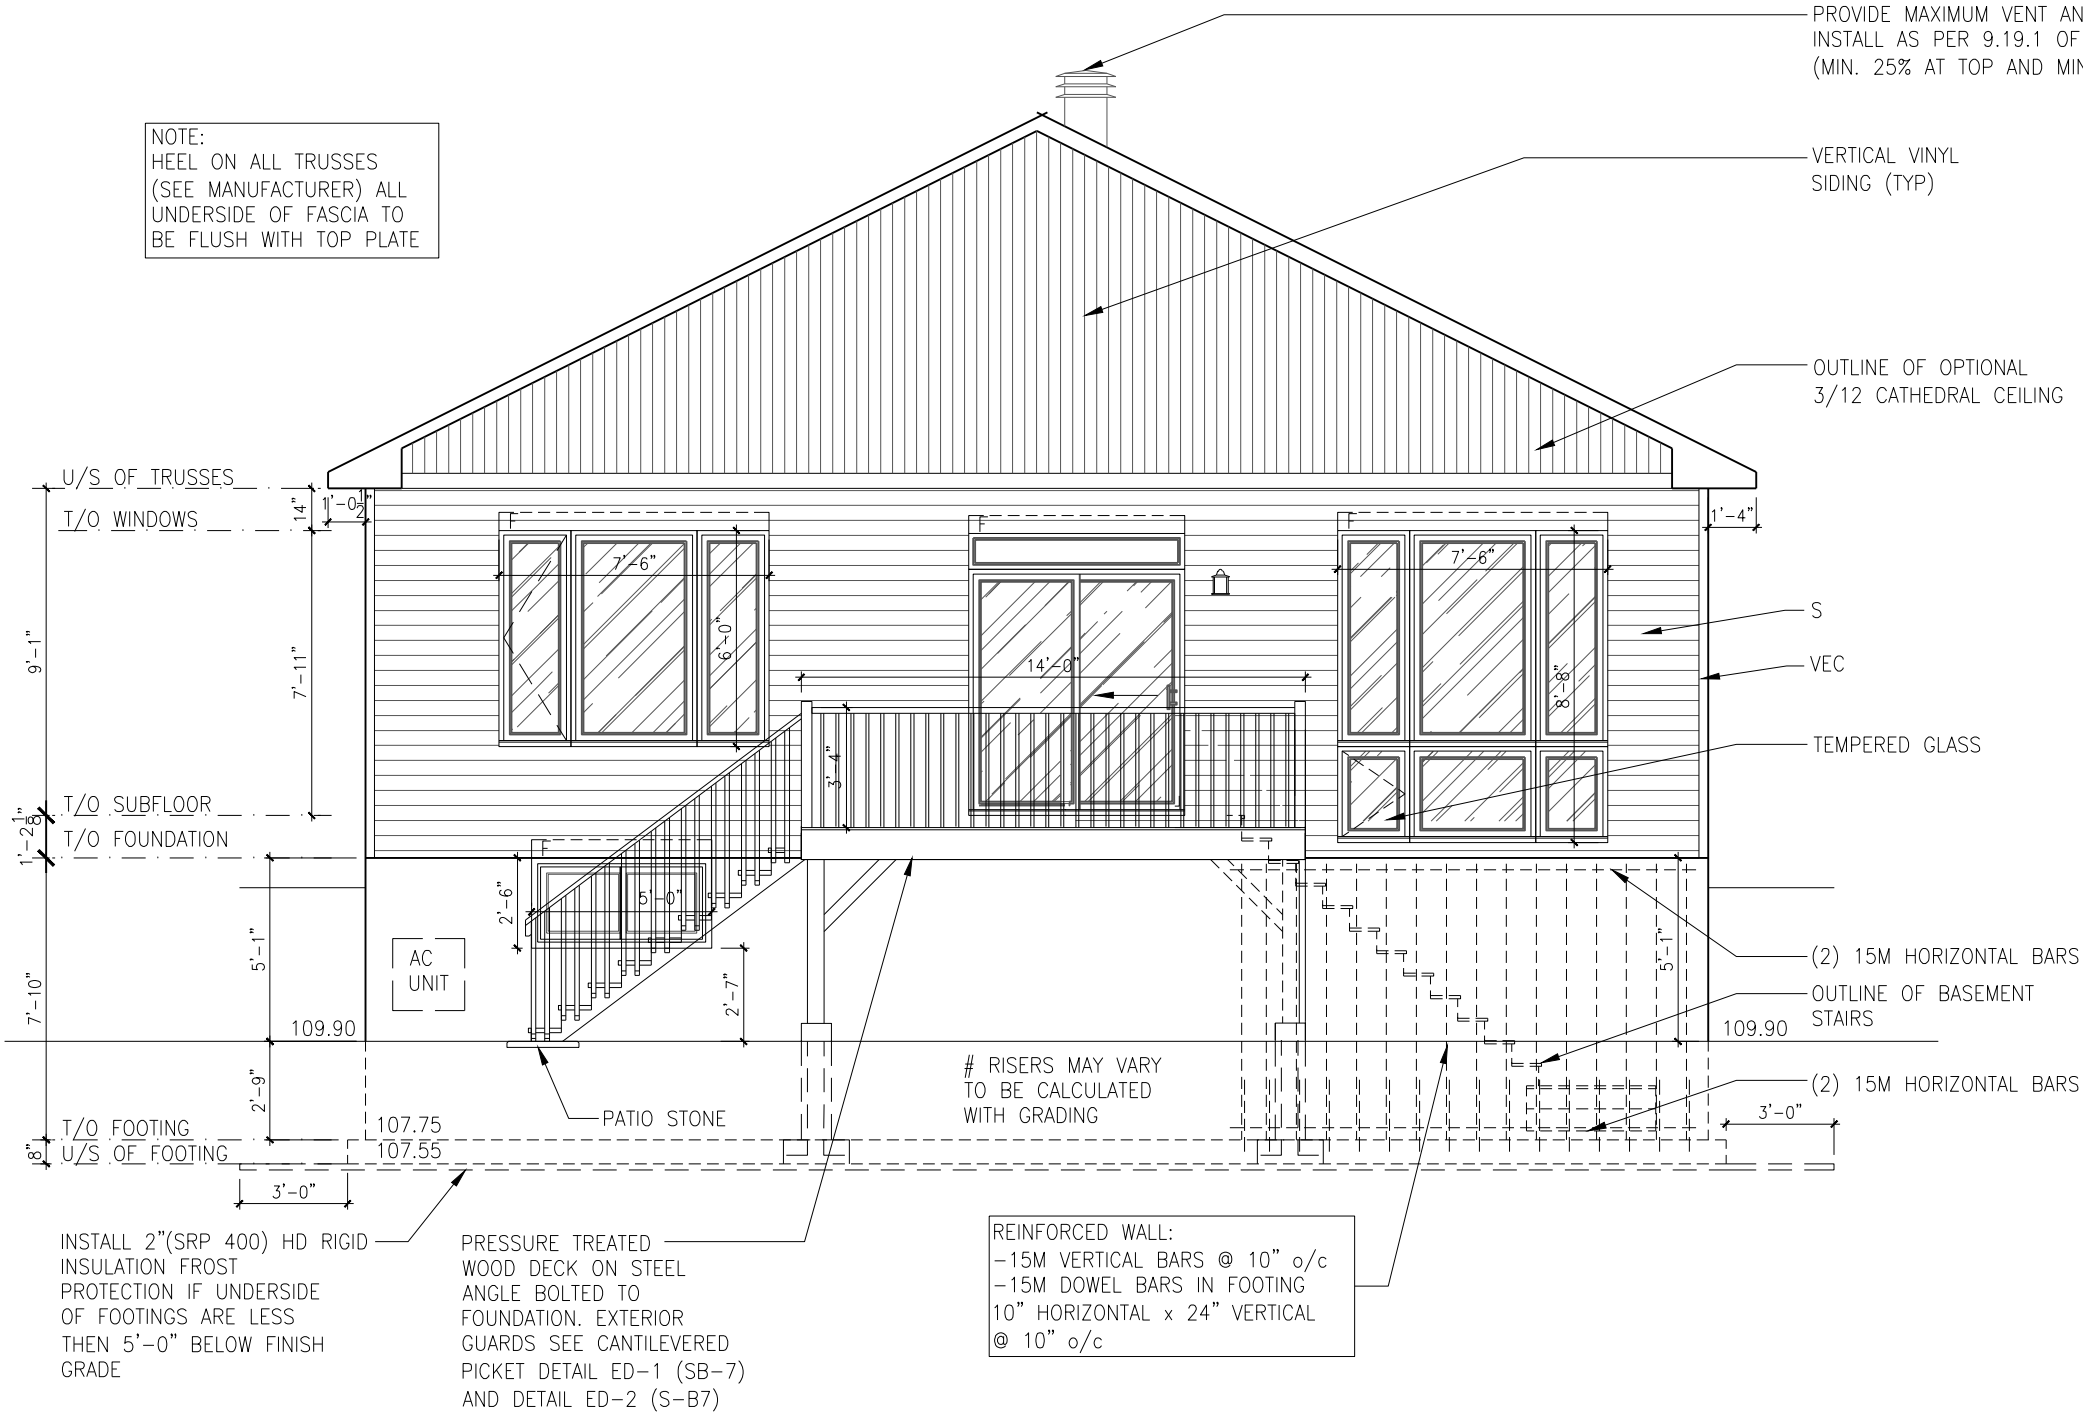 PROVIDE MAXIMUM VENT AN
INSTALL AS PER 9.19.1 OF
(MIN. 25% AT TOP AND MIN
NOTE:
HEEL ON ALL TRUSSES
(SEE MANUFACTURER) ALL
UNDERSIDE OF FASCIA TO
BE FLUSH WITH TOP PLATE
VERTICAL VINYL
SIDING (TYP)
OUTLINE OF OPTIONAL
3/12 CATHEDRAL CEILING
U/S OF TRUSSES
T/O WINDOWS
14"
1'-0 1/2"
1'-4"
7'-6"
7'-6"
6'-0"
8'-8"
9'-1"
7'-11"
14'-0"
3'-4"
S
VEC
TEMPERED GLASS
T/O SUBFLOOR
1'-2 1/8"
T/O FOUNDATION
2'-6"
5'-0"
5'-1"
7'-10"
AC
UNIT
2'-7"
5'-1"
(2) 15M HORIZONTAL BARS
OUTLINE OF BASEMENT
STAIRS
109.90
109.90
2'-9"
# RISERS MAY VARY
TO BE CALCULATED
WITH GRADING
(2) 15M HORIZONTAL BARS
PATIO STONE
3'-0"
T/O FOOTING
107.75
U/S OF FOOTING
107.55
8"
3'-0"
INSTALL 2"(SRP 400) HD RIGID
INSULATION FROST
PROTECTION IF UNDERSIDE
OF FOOTINGS ARE LESS
THEN 5'-0" BELOW FINISH
GRADE
PRESSURE TREATED
WOOD DECK ON STEEL
ANGLE BOLTED TO
FOUNDATION. EXTERIOR
GUARDS SEE CANTILEVERED
PICKET DETAIL ED-1 (SB-7)
AND DETAIL ED-2 (S-B7)
REINFORCED WALL:
-15M VERTICAL BARS @ 10" o/c
-15M DOWEL BARS IN FOOTING
10" HORIZONTAL x 24" VERTICAL
@ 10" o/c